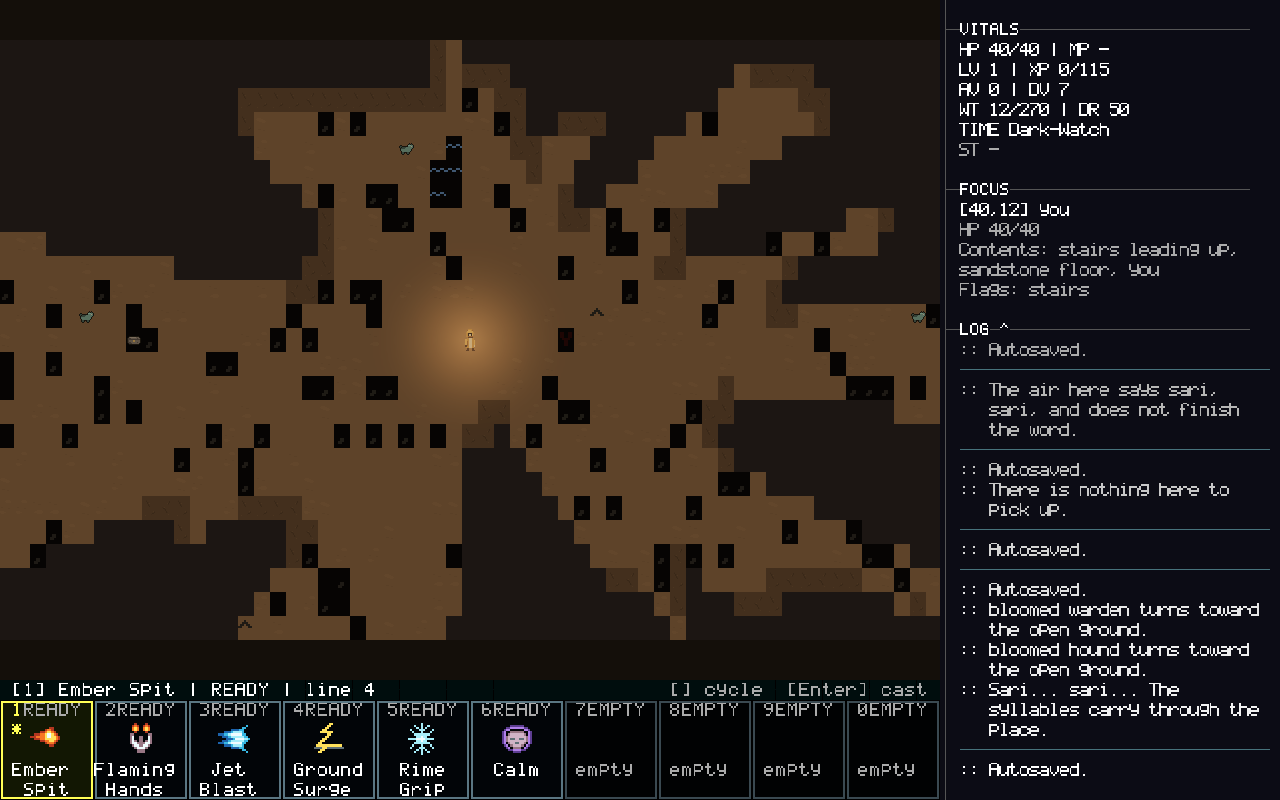 VITALS
HP 40/40 | MP -
LV 1 | XP 0/115
AV 0 | DV 7
WT 12/270 | DR 50
TIME Dark-Watch
ST -
FOCUS
[40,12] You
HP 40/40
Contents: stairs leading up,
sandstone floor, You
Flags: stairs
LOG ^
:: Autosaved.
:: The air here says sari,
sari, and does not finish
the word.
:: Autosaved.
:: There is nothing here to
pick up.
:: Autosaved.
:: Autosaved.
:: bloomed warden turns toward
the open ground.
:: bloomed hound turns toward
the open ground.
:: Sari... sari... The
syllables carry through the
place.
:: Autosaved.
[1] Ember Spit | READY | line 4
[] cycle [Enter] cast
1READY 2READY 3READY 4READY 5READY 6READY 7EMPTY 8EMPTY 9EMPTY 0EMPTY
*
Ember Flaming Jet Ground Rime Calm empty empty empty empty
Spit Hands Blast Surge Grip